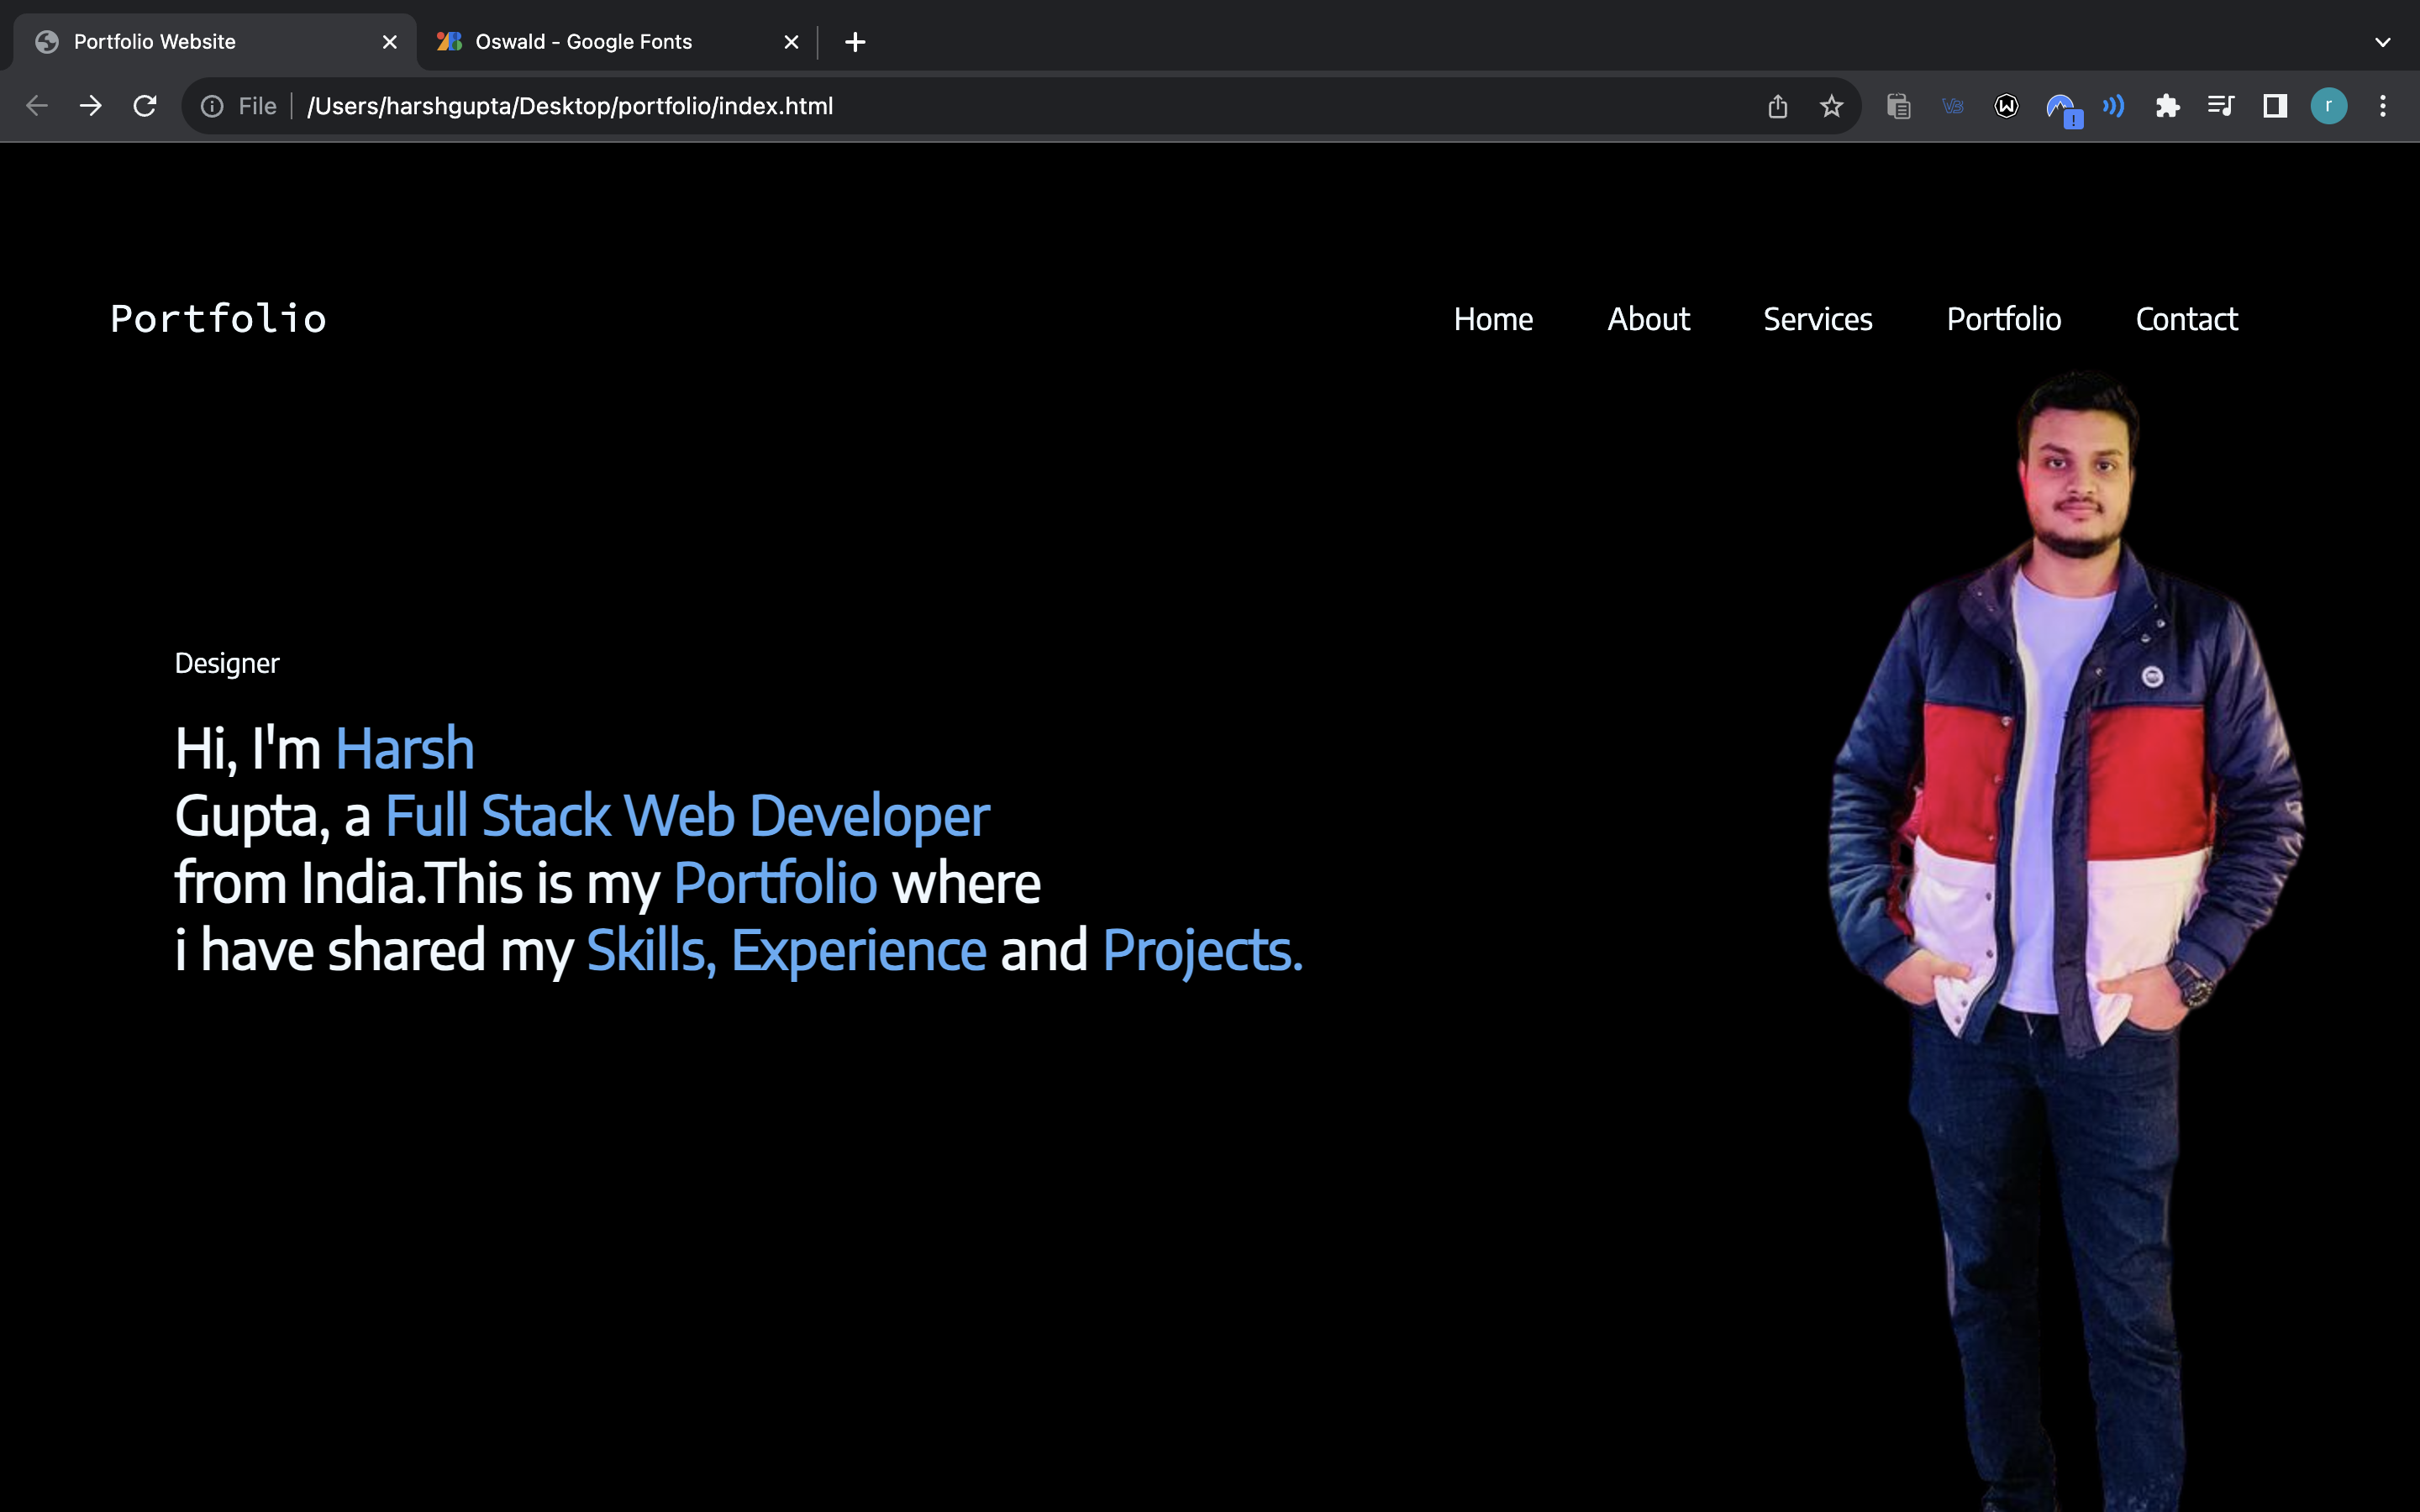 Portfolio Website
Oswald - Google Fonts
File /Users/harshgupta/Desktop/portfolio/index.html
VB
W
!
r
Portfolio
Home About Services Portfolio Contact
Designer
Hi, I'm Harsh
Gupta, a Full Stack Web Developer
from India.This is my Portfolio where
i have shared my Skills, Experience and Projects.